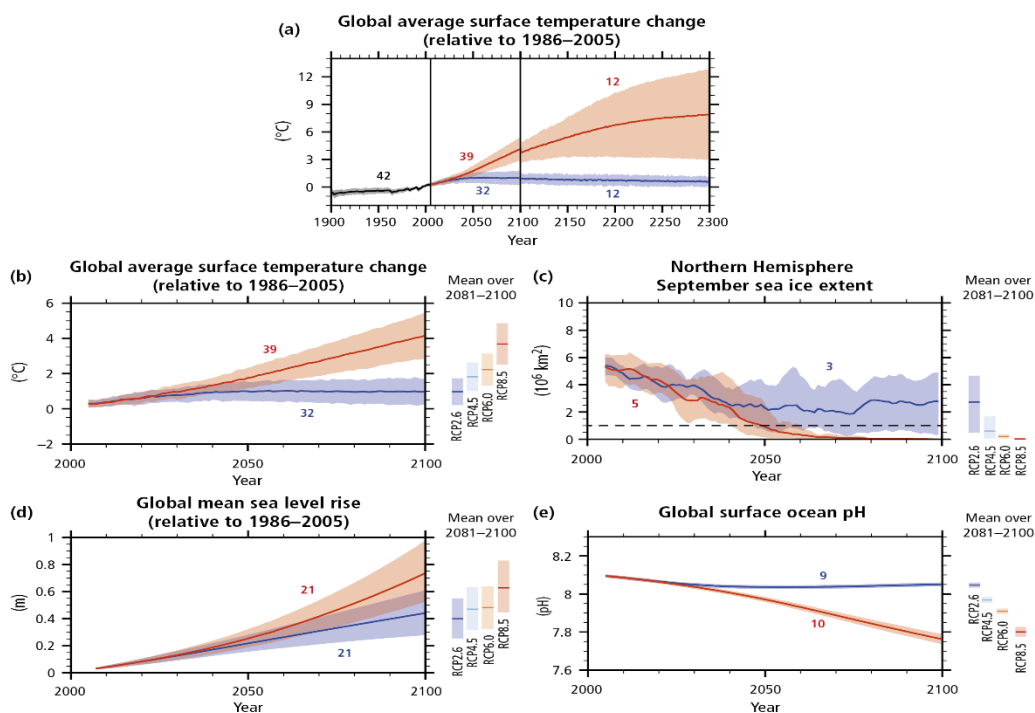 (a)
Global average surface temperature change
(relative to 1986–2005)
(°C)
12
9
6
3
0
42
39
32
12
12
1900 1950 2000 2050 2100 2150 2200 2250 2300
Year
(b)
Global average surface temperature change
(relative to 1986–2005)
Mean over
2081–2100
(°C)
6
4
2
0
−2
39
32
2000 2050 2100
Year
RCP2.6
RCP4.5
RCP6.0
RCP8.5
(c)
Northern Hemisphere
September sea ice extent
Mean over
2081–2100
(10⁶ km²)
10
8
6
4
2
0
3
5
2000 2050 2100
Year
RCP2.6
RCP4.5
RCP6.0
RCP8.5
(d)
Global mean sea level rise
(relative to 1986–2005)
Mean over
2081–2100
(m)
1
0.8
0.6
0.4
0.2
0
21
21
2000 2050 2100
Year
RCP2.6
RCP4.5
RCP6.0
RCP8.5
(e)
Global surface ocean pH
Mean over
2081–2100
(pH)
8.2
8
7.8
7.6
9
10
2000 2050 2100
Year
RCP2.6
RCP4.5
RCP6.0
RCP8.5